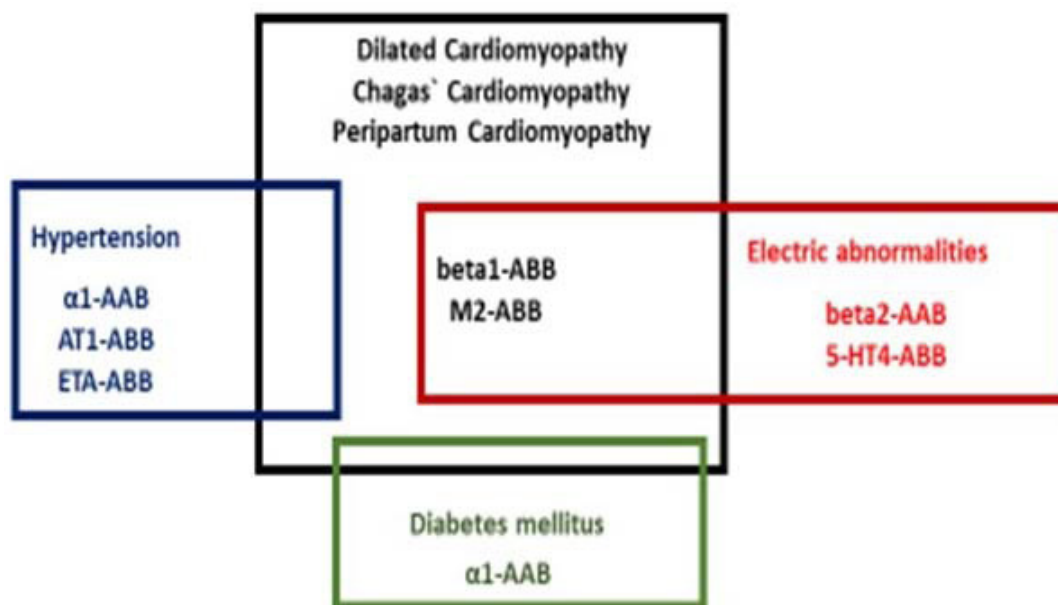 Dilated Cardiomyopathy
Chagas` Cardiomyopathy
Peripartum Cardiomyopathy
Hypertension
α1-AAB
AT1-ABB
ETA-ABB
beta1-ABB
M2-ABB
Electric abnormalities
beta2-AAB
5-HT4-ABB
Diabetes mellitus
α1-AAB